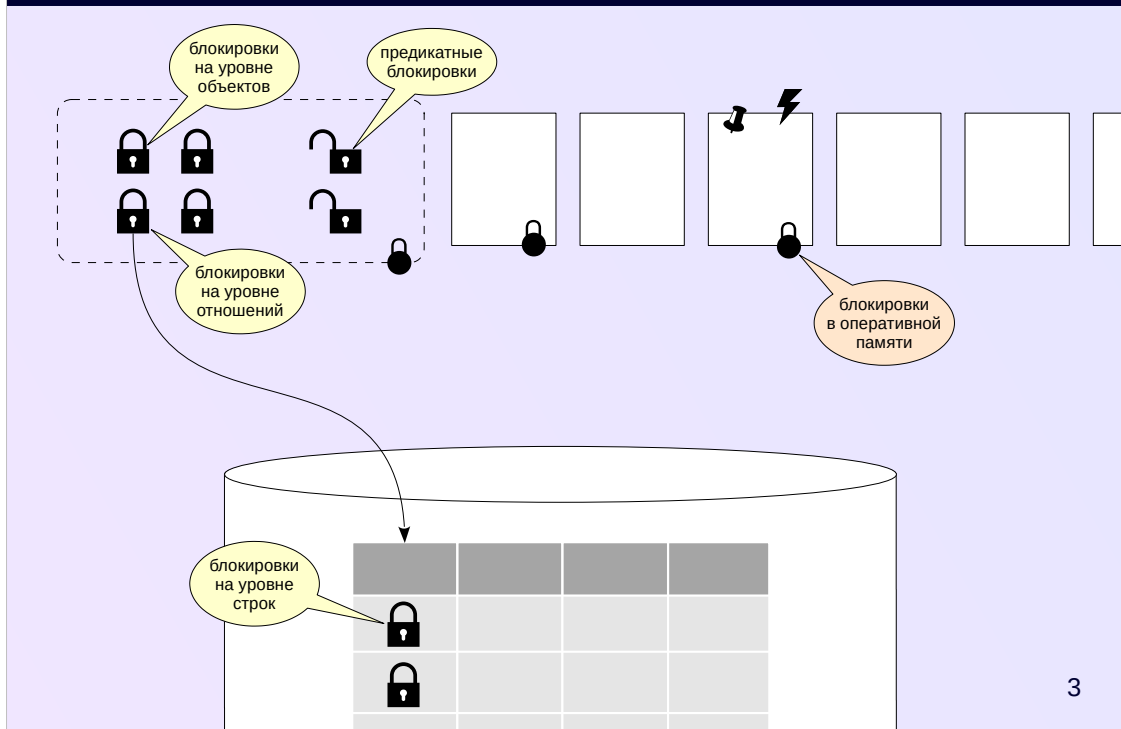 блокировки
на уровне
объектов
предикатные
блокировки
блокировки
на уровне
отношений
блокировки
в оперативной
памяти
блокировки
на уровне
строк
3